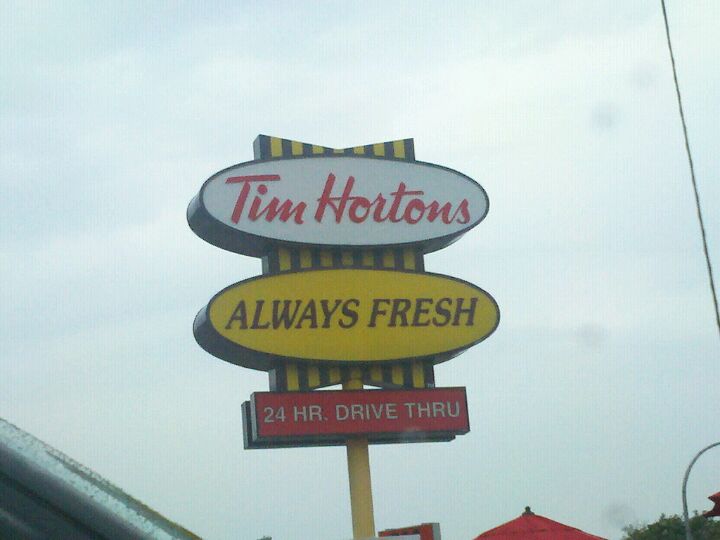 Tim Hortons
ALWAYS FRESH
24 HR. DRIVE THRU